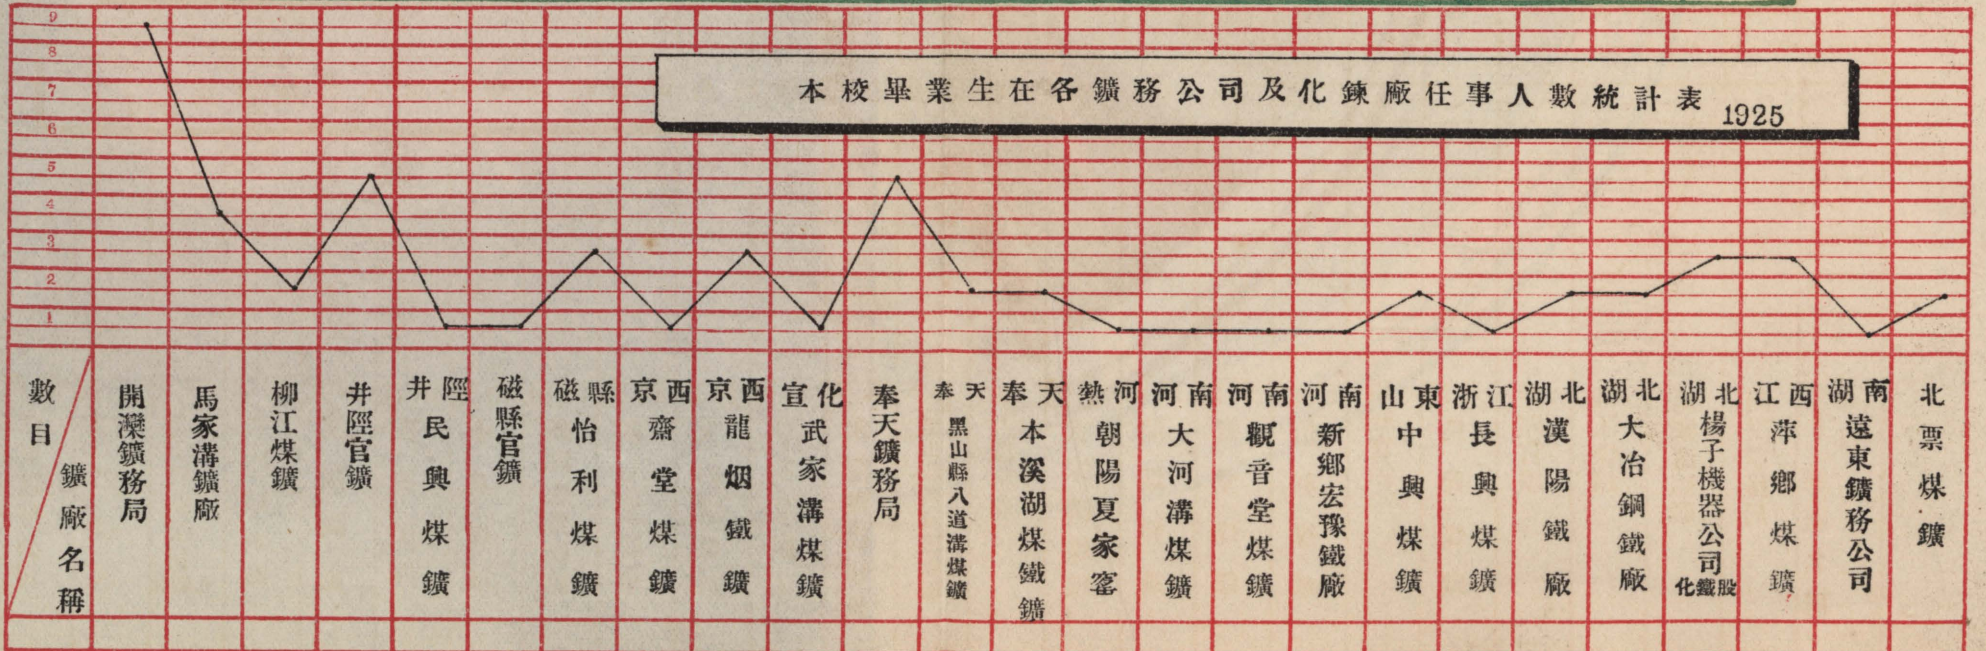 本校畢業生在各鑛務公司及化鍊廠任事人數統計表 1925
9
8
7
6
5
4
3
2
1
數目
鑛廠名稱
開灤鑛務局
馬家溝鑛廠
柳江煤鑛
井陘官鑛
井陘
民興煤鑛
磁縣官鑛
磁縣
怡利煤鑛
京西
齋堂煤鑛
京西
龍烟鐵鑛
宣化
武家溝煤鑛
奉天鑛務局
奉天
黑山縣八道溝煤鑛
奉天
本溪湖煤鐵鑛
熱河
朝陽夏家窰
河南
大河溝煤鑛
河南
觀音堂煤鑛
河南
新鄉宏豫鐵廠
山東
中興煤鑛
浙江
長興煤鑛
湖北
漢陽鐵廠
湖北
大冶鋼鐵廠
湖北
楊子機器公司
化鐵股
江西
萍鄉煤鑛
湖南
遠東鑛務公司
北票煤鑛